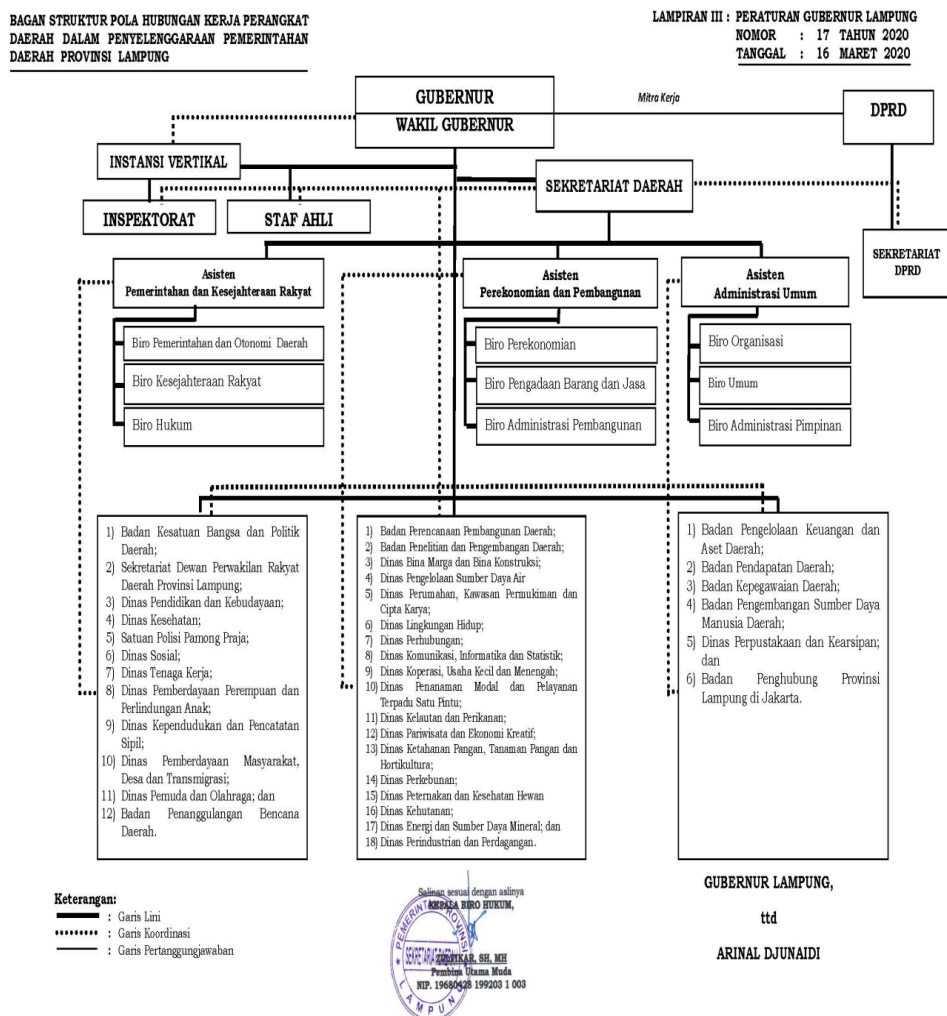 BAGAN STRUKTUR POLA HUBUNGAN KERJA PERANGKAT
DAERAH DALAM PENYELENGGARAAN PEMERINTAHAN
DAERAH PROVINSI LAMPUNG
LAMPIRAN III : PERATURAN GUBERNUR LAMPUNG
NOMOR : 17 TAHUN 2020
TANGGAL : 16 MARET 2020
GUBERNUR
WAKIL GUBERNUR
Mitra Kerja
DPRD
INSTANSI VERTIKAL
SEKRETARIAT DAERAH
INSPEKTORAT
STAF AHLI
SEKRETARIAT
DPRD
Asisten
Pemerintahan dan Kesejahteraan Rakyat
Biro Pemerintahan dan Otonomi Daerah
Biro Kesejahteraan Rakyat
Biro Hukum
Asisten
Perekonomian dan Pembangunan
Biro Perekonomian
Biro Pengadaan Barang dan Jasa
Biro Administrasi Pembangunan
Asisten
Administrasi Umum
Biro Organisasi
Biro Umum
Biro Administrasi Pimpinan
1) Badan Kesatuan Bangsa dan Politik
Daerah;
2) Sekretariat Dewan Perwakilan Rakyat
Daerah Provinsi Lampung;
3) Dinas Pendidikan dan Kebudayaan;
4) Dinas Kesehatan;
5) Satuan Polisi Pamong Praja;
6) Dinas Sosial;
7) Dinas Tenaga Kerja;
8) Dinas Pemberdayaan Perempuan dan
Perlindungan Anak;
9) Dinas Kependudukan dan Pencatatan
Sipil;
10) Dinas Pemberdayaan Masyarakat,
Desa dan Transmigrasi;
11) Dinas Pemuda dan Olahraga; dan
12) Badan Penanggulangan Bencana
Daerah.
1) Badan Perencanaan Pembangunan Daerah;
2) Badan Penelitian dan Pengembangan Daerah;
3) Dinas Bina Marga dan Bina Konstruksi;
4) Dinas Pengelolaan Sumber Daya Air
5) Dinas Perumahan, Kawasan Permukiman dan
Cipta Karya;
6) Dinas Lingkungan Hidup;
7) Dinas Perhubungan;
8) Dinas Komunikasi, Informatika dan Statistik;
9) Dinas Koperasi, Usaha Kecil dan Menengah;
10) Dinas Penanaman Modal dan Pelayanan
Terpadu Satu Pintu;
11) Dinas Kelautan dan Perikanan;
12) Dinas Pariwisata dan Ekonomi Kreatif;
13) Dinas Ketahanan Pangan, Tanaman Pangan dan
Hortikultura;
14) Dinas Perkebunan;
15) Dinas Peternakan dan Kesehatan Hewan
16) Dinas Kehutanan;
17) Dinas Energi dan Sumber Daya Mineral; dan
18) Dinas Perindustrian dan Perdagangan.
1) Badan Pengelolaan Keuangan dan
Aset Daerah;
2) Badan Pendapatan Daerah;
3) Badan Kepegawaian Daerah;
4) Badan Pengembangan Sumber Daya
Manusia Daerah;
5) Dinas Perpustakaan dan Kearsipan;
dan
6) Badan Penghubung Provinsi
Lampung di Jakarta.
Keterangan:
: Garis Lini
: Garis Koordinasi
: Garis Pertanggungjawaban
Salinan sesuai dengan aslinya
KEPALA BIRO HUKUM,
PEMERINTAH PROVINSI
SEKRETARIAT DAERAH
LAMPUNG
ZULFIKAR, SH, MH
Pembina Utama Muda
NIP. 19680428 199203 1 003
GUBERNUR LAMPUNG,
ttd
ARINAL DJUNAIDI